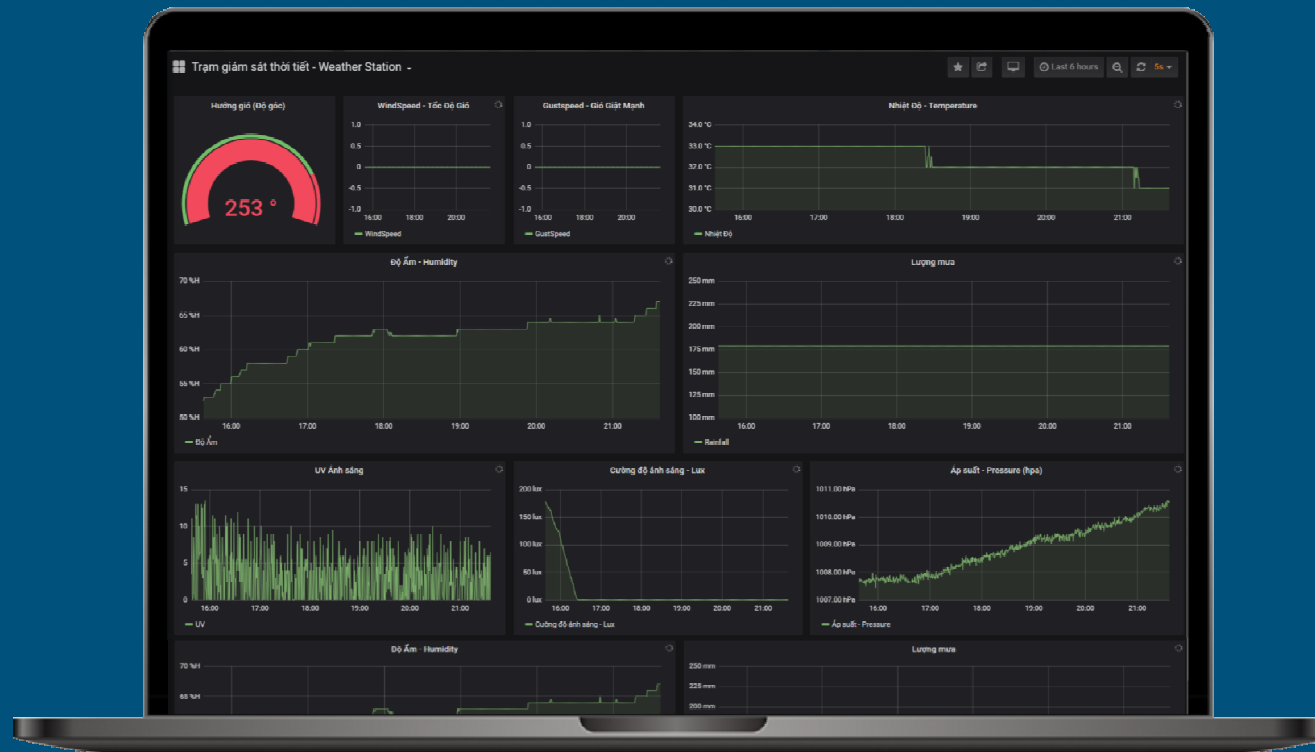 Trạm giám sát thời tiết - Weather Station
Last 6 hours
5s
Hướng gió (Độ góc)
253 °
WindSpeed - Tốc Độ Gió
1.0
0.5
0
-0.5
-1.0
16:00 18:00 20:00
WindSpeed
Gustspeed - Gió Giật Mạnh
1.0
0.5
0
-0.5
-1.0
16:00 18:00 20:00
GustSpeed
Nhiệt Độ - Temperature
34.0 °C
33.0 °C
32.0 °C
31.0 °C
30.0 °C
16:00 17:00 18:00 19:00 20:00 21:00
Nhiệt Độ
Độ Ẩm - Humidity
70 %H
65 %H
60 %H
55 %H
50 %H
16:00 17:00 18:00 19:00 20:00 21:00
Độ Ẩm
Lượng mưa
250 mm
225 mm
200 mm
175 mm
150 mm
125 mm
100 mm
16:00 17:00 18:00 19:00 20:00 21:00
Rainfall
UV Ánh sáng
15
10
5
0
16:00 17:00 18:00 19:00 20:00 21:00
UV
Cường độ ánh sáng - Lux
200 lux
150 lux
100 lux
50 lux
0 lux
16:00 17:00 18:00 19:00 20:00 21:00
Cường độ ánh sáng - Lux
Áp suất - Pressure (hpa)
1011.00 hPa
1010.00 hPa
1009.00 hPa
1008.00 hPa
1007.00 hPa
16:00 17:00 18:00 19:00 20:00 21:00
Áp suất - Pressure
Độ Ẩm - Humidity
70 %H
65 %H
Lượng mưa
250 mm
225 mm
200 mm